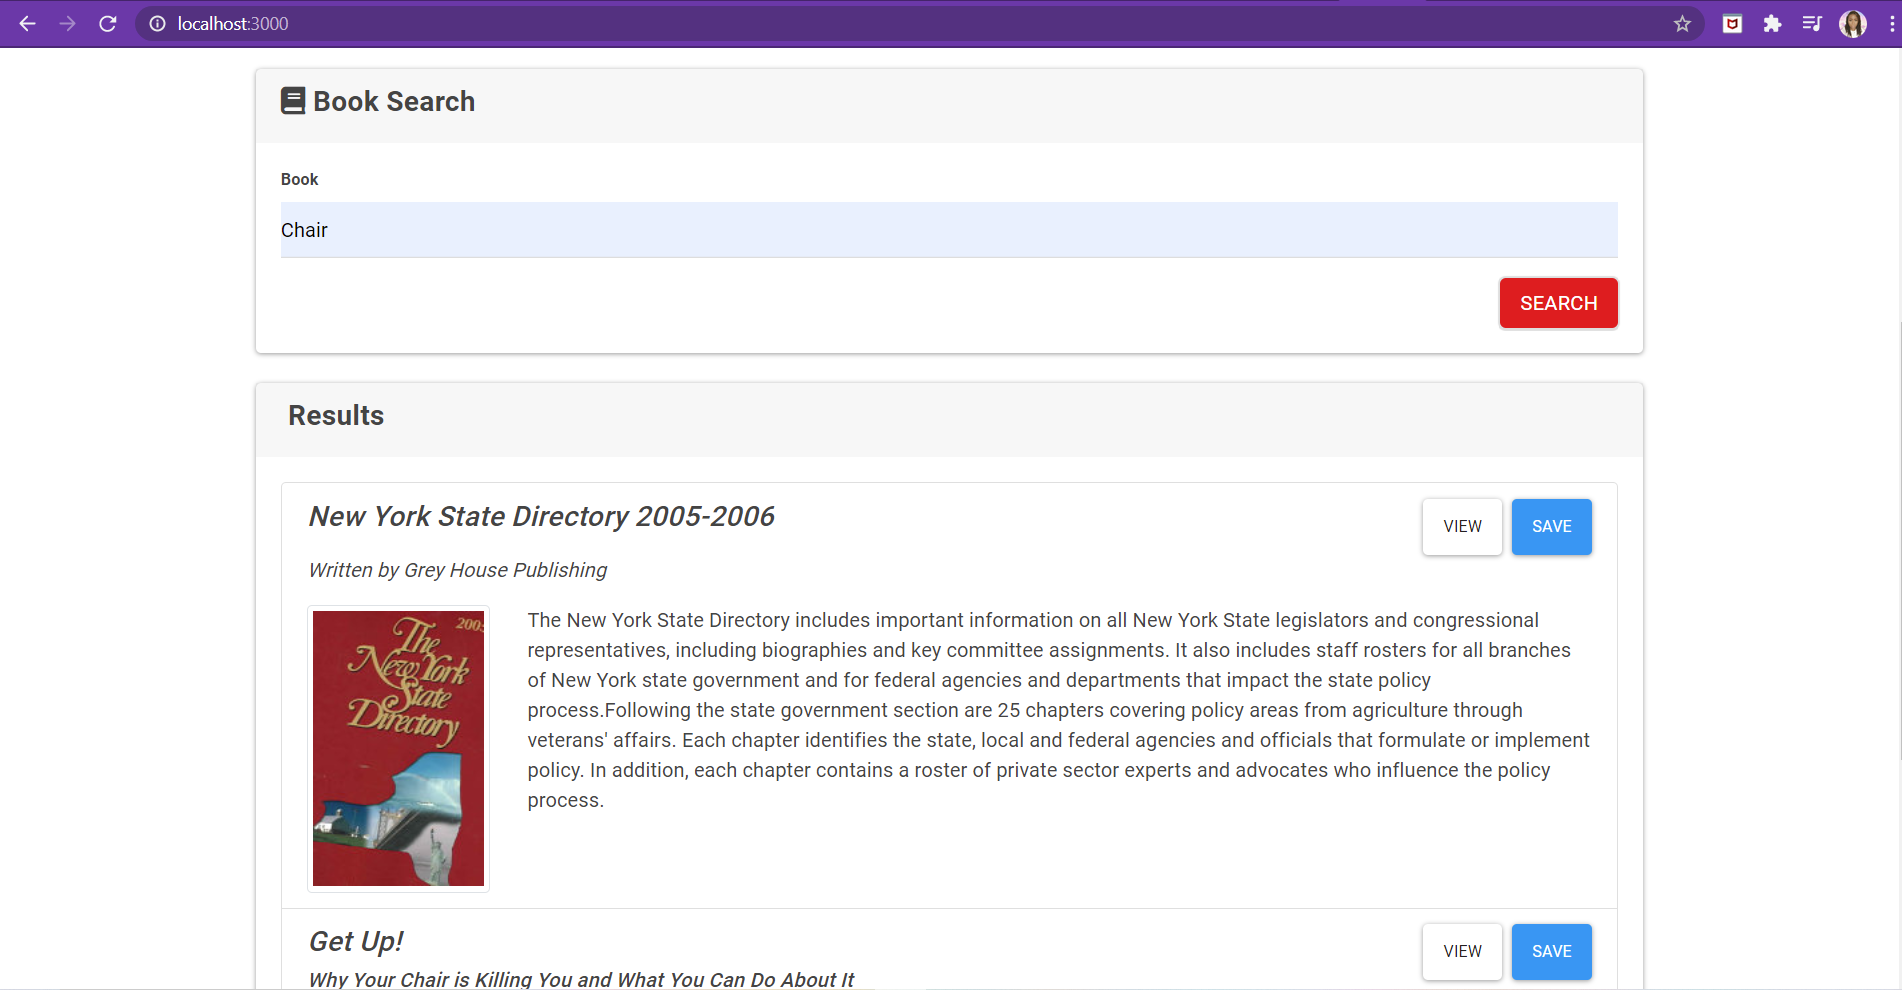 localhost:3000
Book Search
Book
Chair
SEARCH
Results
New York State Directory 2005-2006
VIEW
SAVE
Written by Grey House Publishing
2005
The
New York
State
Directory
The New York State Directory includes important information on all New York State legislators and congressional
representatives, including biographies and key committee assignments. It also includes staff rosters for all branches
of New York state government and for federal agencies and departments that impact the state policy
process.Following the state government section are 25 chapters covering policy areas from agriculture through
veterans' affairs. Each chapter identifies the state, local and federal agencies and officials that formulate or implement
policy. In addition, each chapter contains a roster of private sector experts and advocates who influence the policy
process.
Get Up!
VIEW
SAVE
Why Your Chair is Killing You and What You Can Do About It